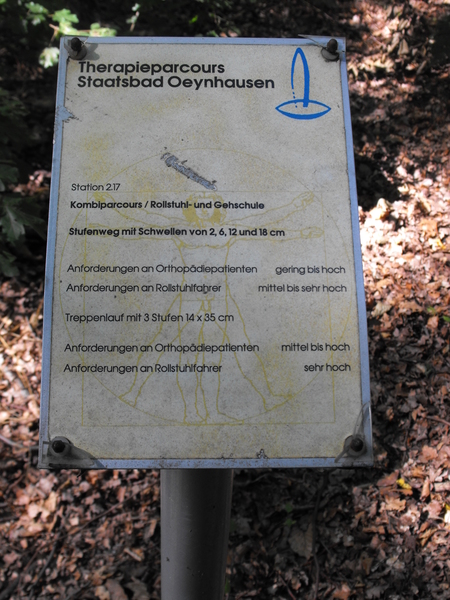 Therapieparcours
Staatsbad Oeynhausen
Station 2.17
Kombiparcours / Rollstuhl- und Gehschule
Stufenweg mit Schwellen von 2, 6, 12 und 18 cm
Anforderungen an Orthopädiepatienten gering bis hoch
Anforderungen an Rollstuhlfahrer mittel bis sehr hoch
Treppenlauf mit 3 Stufen 14 x 35 cm
Anforderungen an Orthopädiepatienten mittel bis hoch
Anforderungen an Rollstuhlfahrer sehr hoch